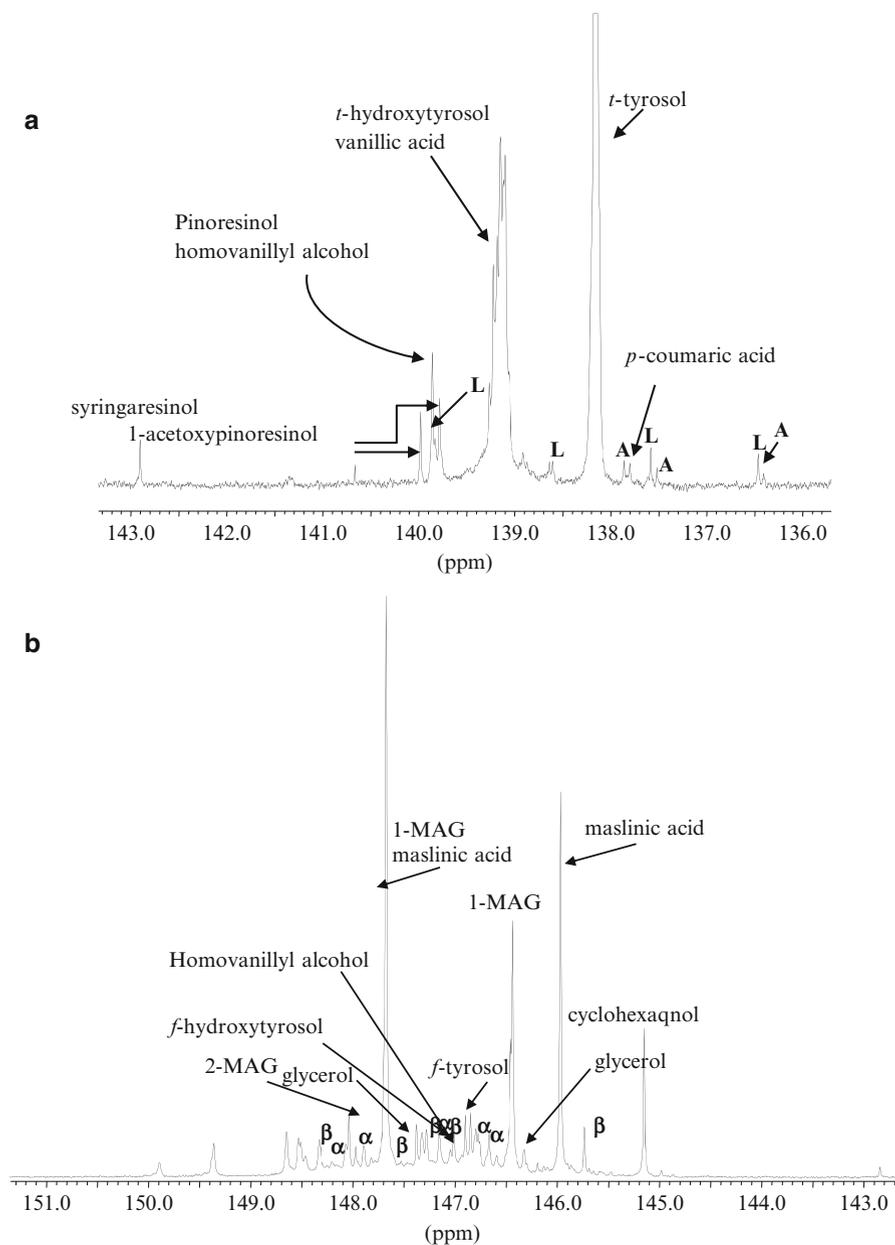 a
t-tyrosol
t-hydroxytyrosol
vanillic acid
Pinoresinol
homovanillyl alcohol
p-coumaric acid
L
syringaresinol
1-acetoxypinoresinol
L
A
L
A
L
A
143.0 142.0 141.0 140.0 139.0 138.0 137.0 136.0
(ppm)
b
1-MAG
maslinic acid
maslinic acid
1-MAG
Homovanillyl alcohol
f-hydroxytyrosol
cyclohexaqnol
2-MAG
glycerol
f-tyrosol
glycerol
β
α
α
β
β
α
β
α
α
β
151.0 150.0 149.0 148.0 147.0 146.0 145.0 144.0 143.0
(ppm)